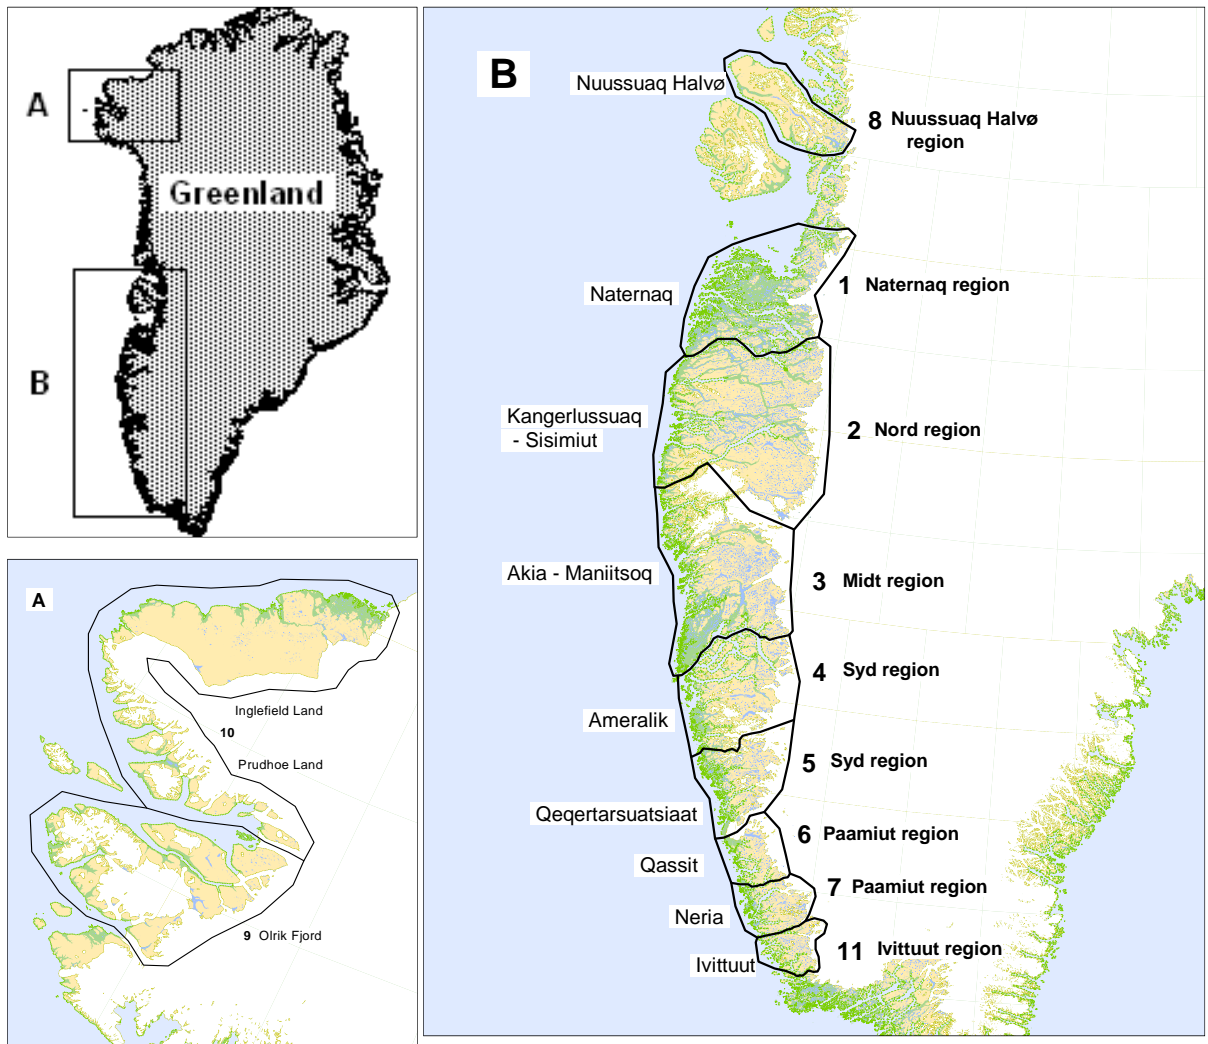 A
Greenland
B
A
Inglefield Land
10
Prudhoe Land
9 Olrik Fjord
B
Nuussuaq Halvø
8 Nuussuaq Halvø
region
Naternaq
1 Naternaq region
Kangerlussuaq
- Sisimiut
2 Nord region
Akia - Maniitsoq
3 Midt region
4 Syd region
Ameralik
5 Syd region
Qeqertarsuatsiaat
6 Paamiut region
Qassit
7 Paamiut region
Neria
11 Ivittuut region
Ivittuut